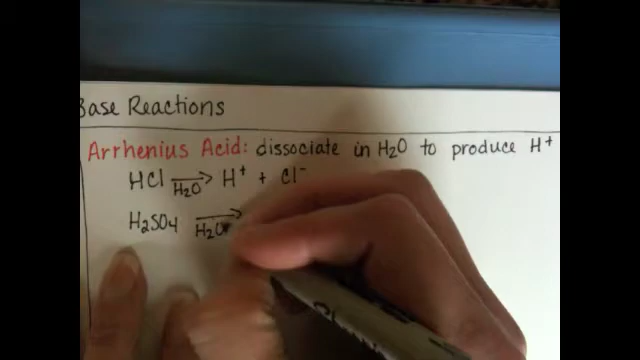 Base Reactions
Arrhenius Acid: dissociate in H₂O to produce H⁺
HCl ⟶ H⁺ + Cl⁻
H₂O
H₂SO₄ ⟶
H₂O